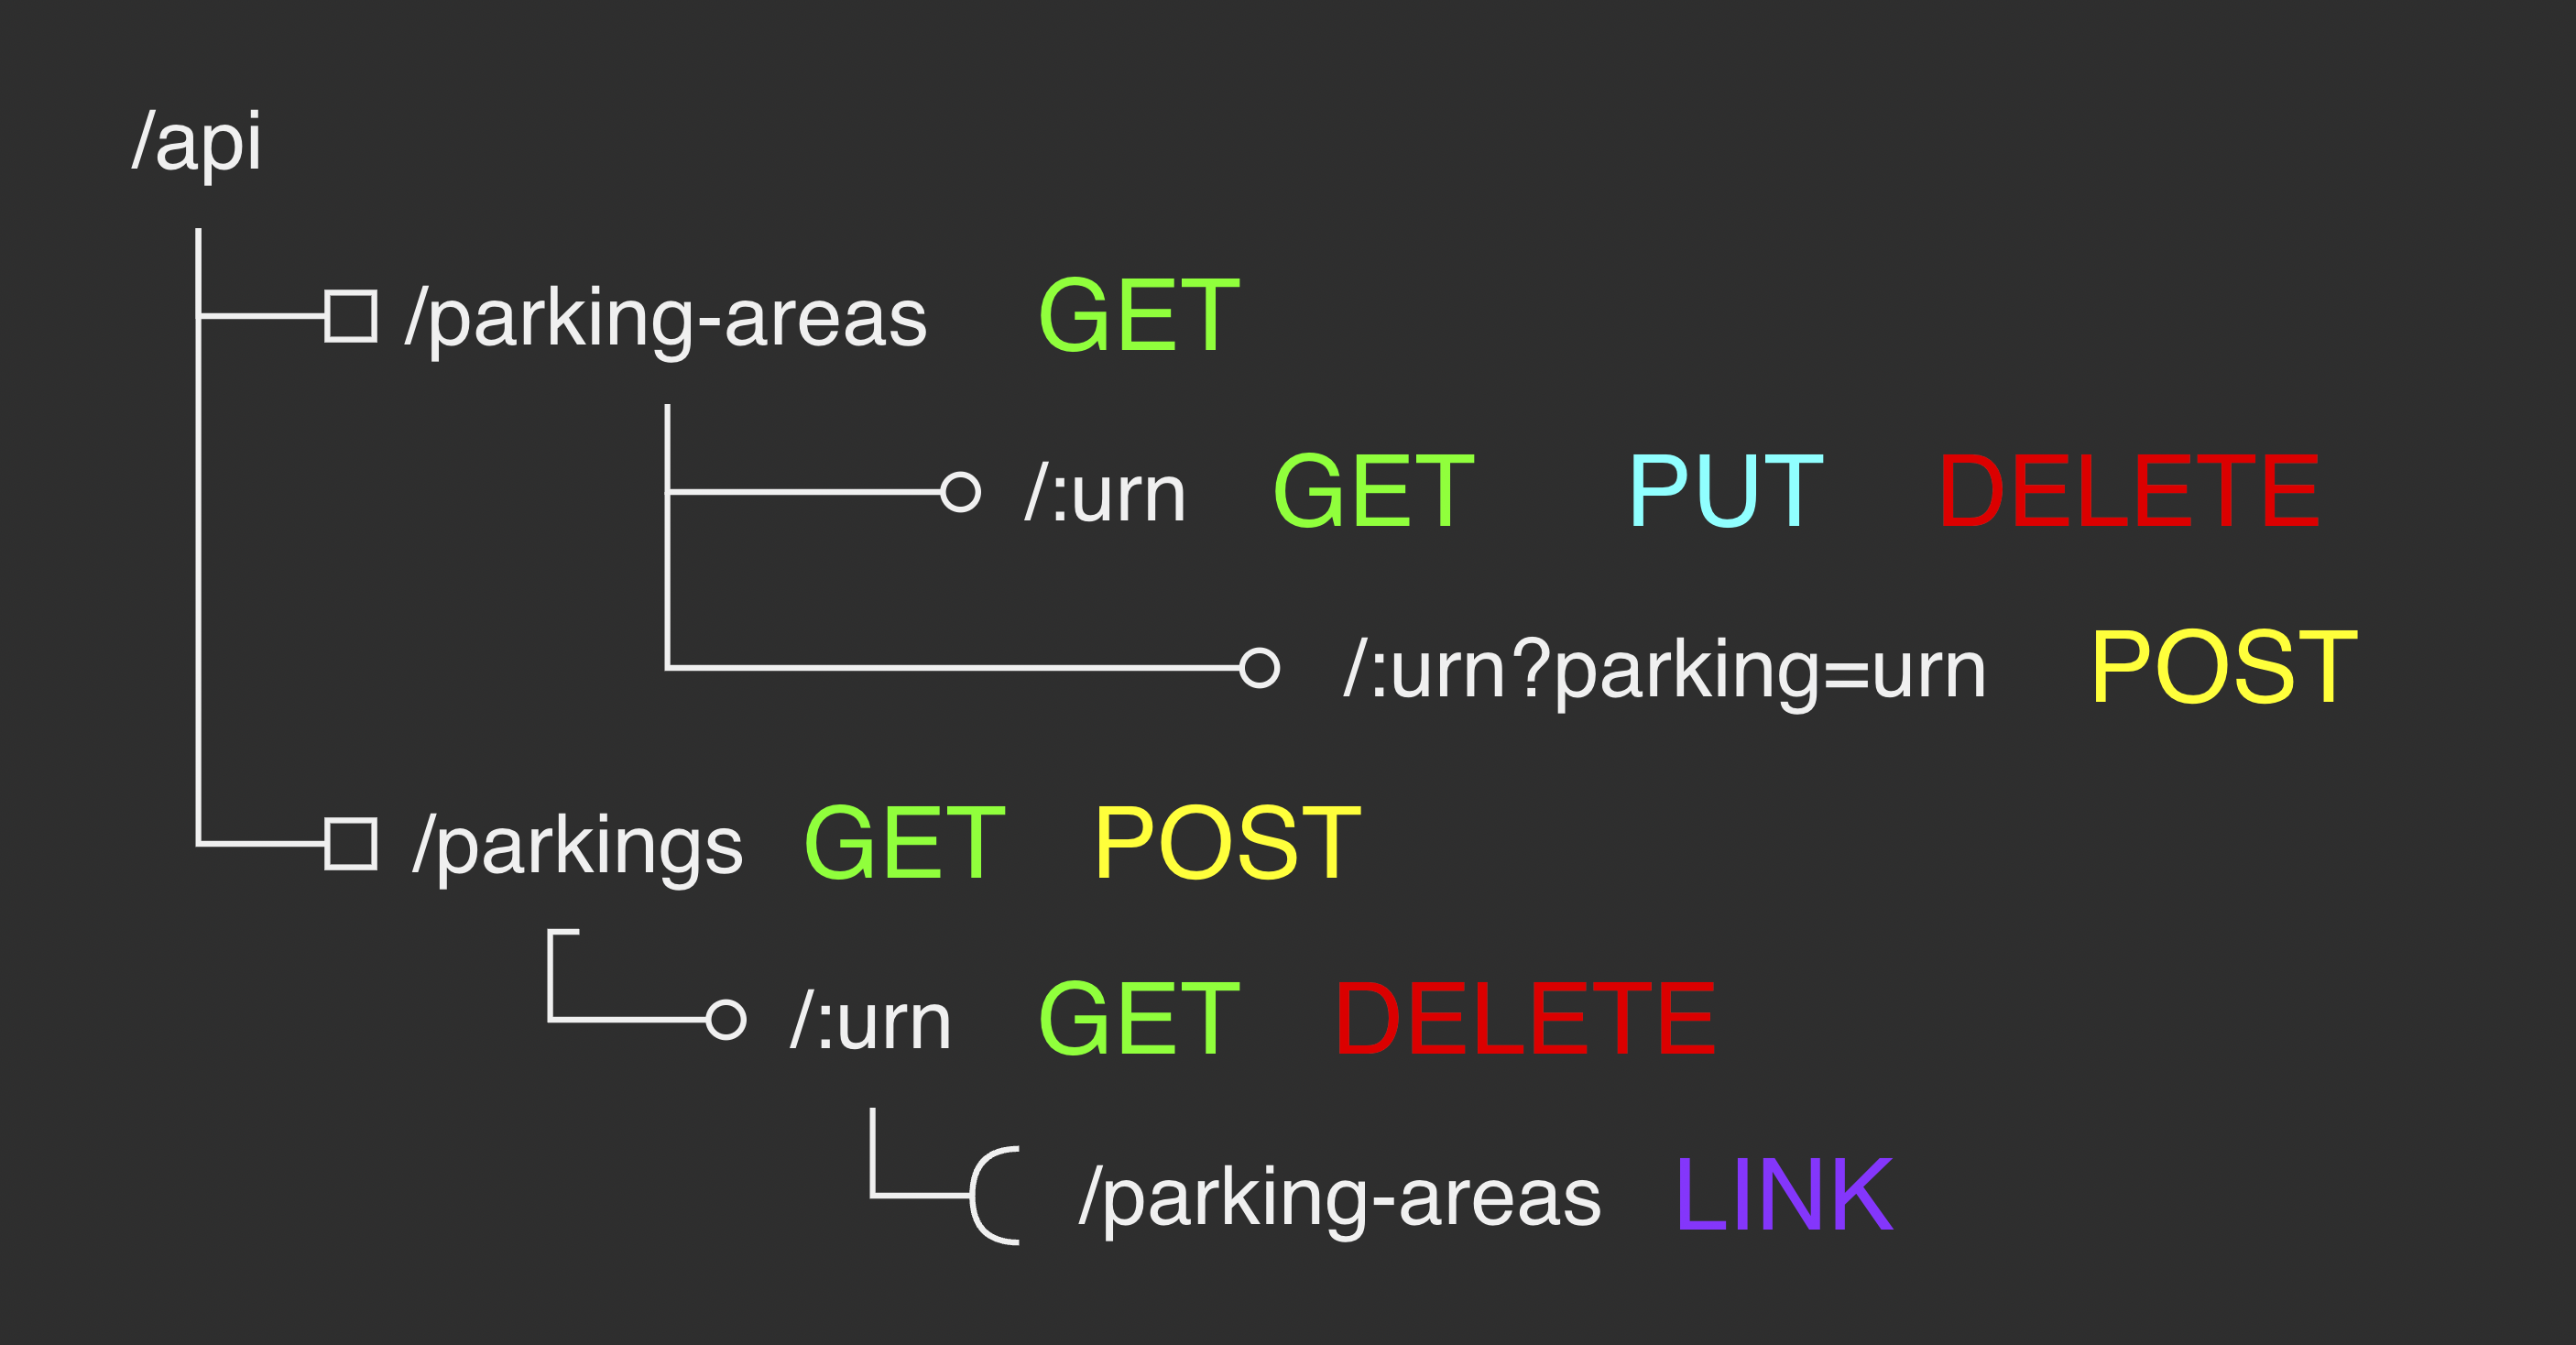 /api
/parking-areas GET
/:urn GET PUT DELETE
/:urn?parking=urn POST
/parkings GET POST
/:urn GET DELETE
/parking-areas LINK